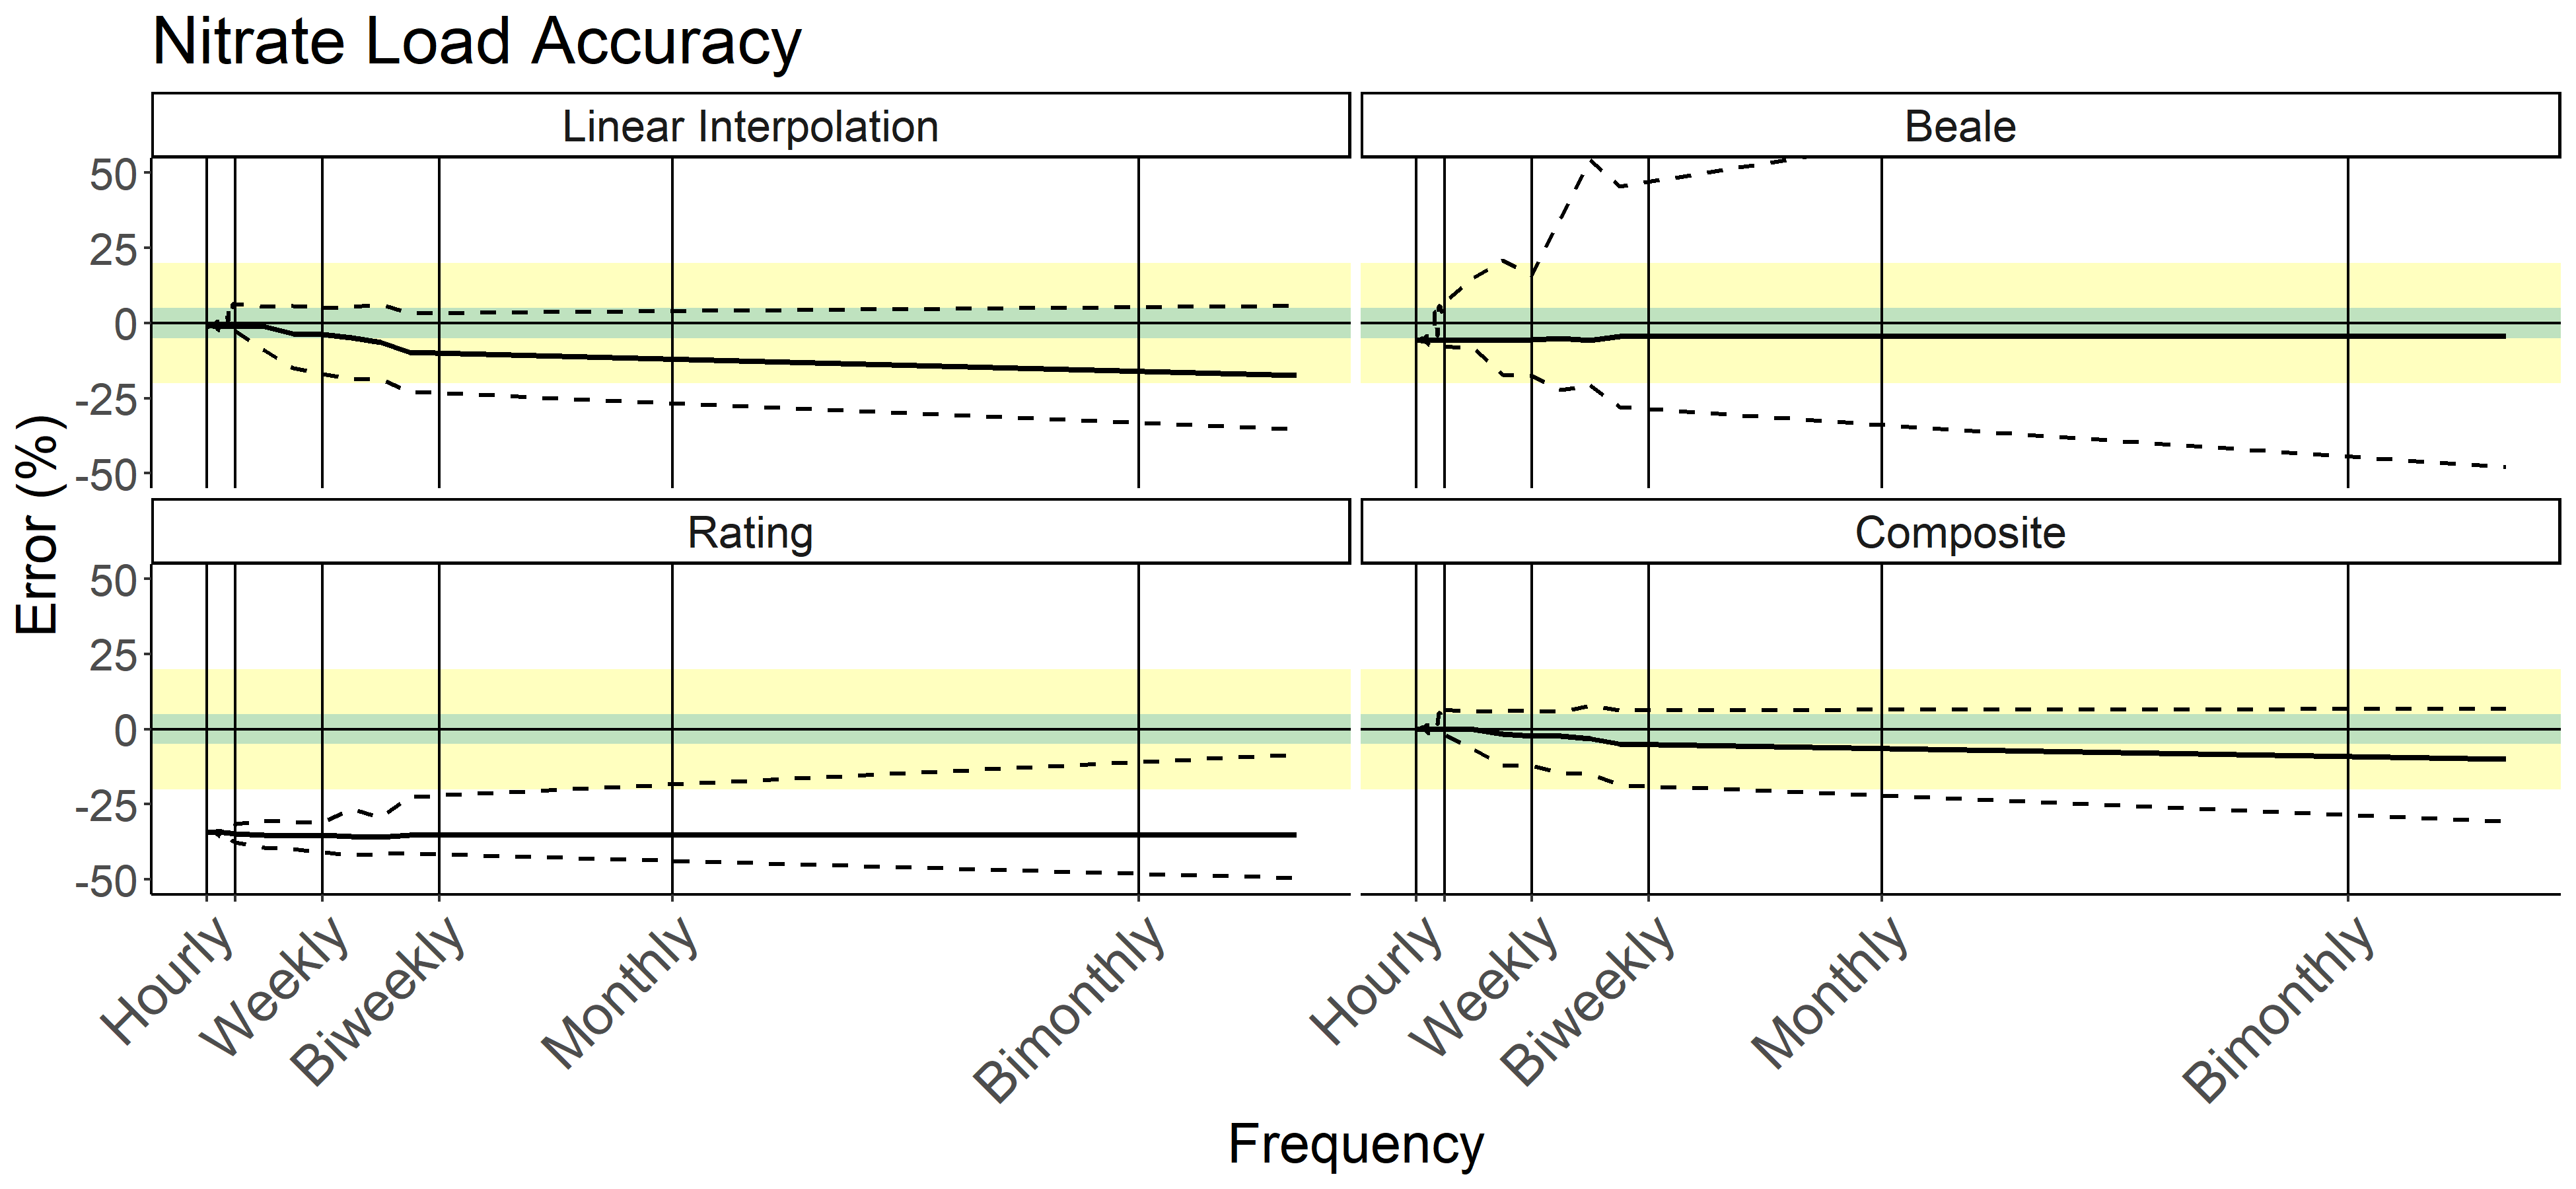 Nitrate Load Accuracy
Linear Interpolation
Beale
50
25
0
-25
-50
Error (%)
Rating
Composite
50
25
0
-25
-50
Hourly
Weekly
Biweekly
Monthly
Bimonthly
Hourly
Weekly
Biweekly
Monthly
Bimonthly
Frequency